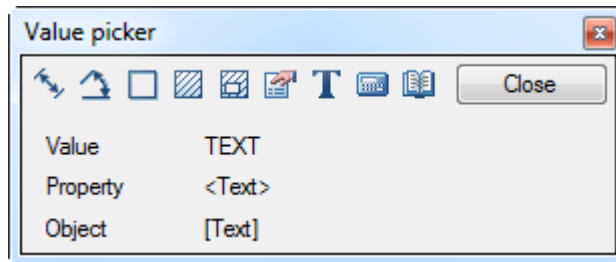 Value picker
T Close
Value TEXT
Property <Text>
Object [Text]